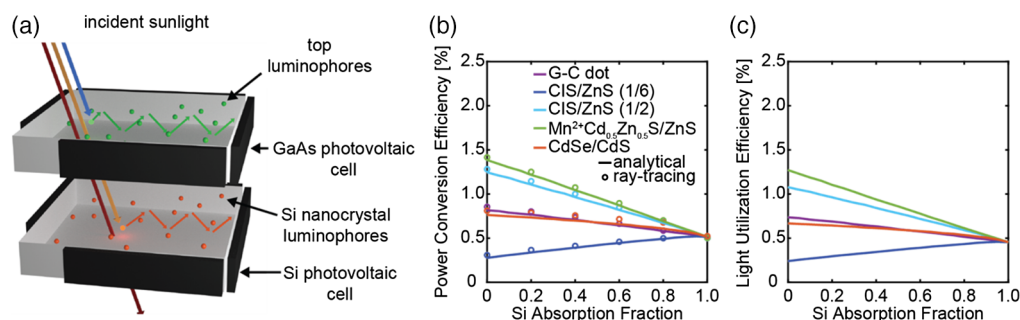 (a)
incident sunlight
top
luminophores
GaAs photovoltaic
cell
Si nanocrystal
luminophores
Si photovoltaic
cell
(b)
Power Conversion Efficiency [%]
2.5
2.0
1.5
1.0
0.5
0
G-C dot
CIS/ZnS (1/6)
CIS/ZnS (1/2)
Mn²⁺Cd₀.₅Zn₀.₅S/ZnS
CdSe/CdS
analytical
ray-tracing
0 0.2 0.4 0.6 0.8 1.0
Si Absorption Fraction
(c)
Light Utilization Efficiency [%]
2.5
2.0
1.5
1.0
0.5
0
0 0.2 0.4 0.6 0.8 1.0
Si Absorption Fraction